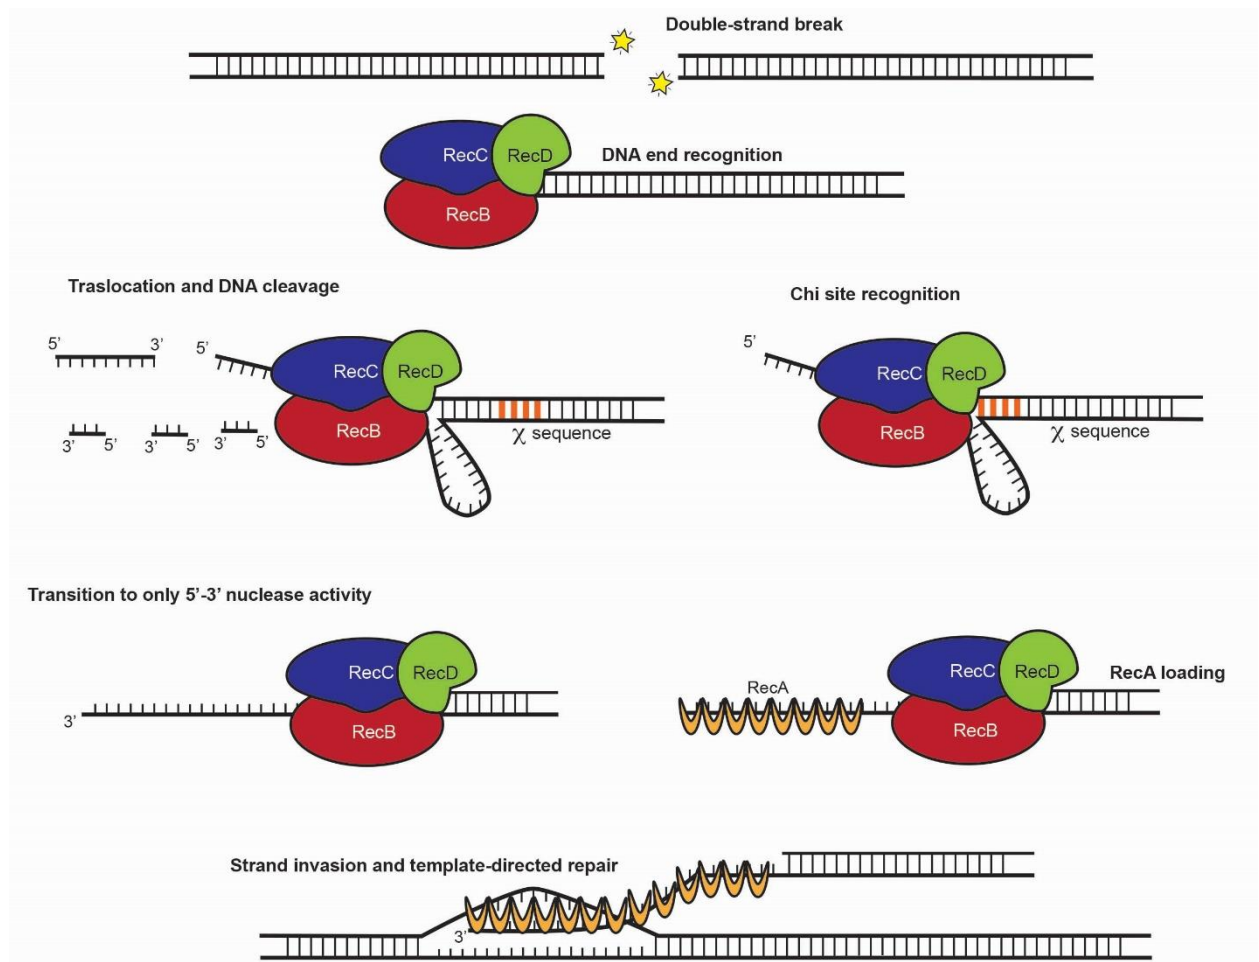 Double-strand break
RecC
RecD
DNA end recognition
RecB
Traslocation and DNA cleavage
5’ 3’ 5’
RecC RecD
RecB
3’ 5’ 3’ 5’ 3’ 5’
χ sequence
Chi site recognition
5’
RecC RecD
RecB
χ sequence
Transition to only 5’-3’ nuclease activity
RecC RecD
3’
RecB
RecA
RecC RecD
RecA loading
RecB
Strand invasion and template-directed repair
3’